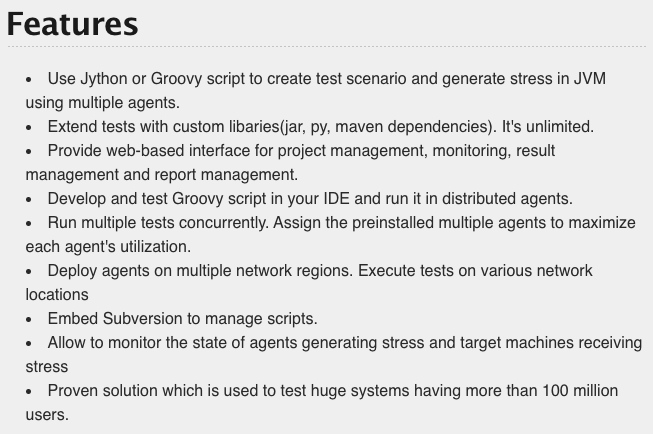 Features
• Use Jython or Groovy script to create test scenario and generate stress in JVM
using multiple agents.
• Extend tests with custom libaries(jar, py, maven dependencies). It's unlimited.
• Provide web-based interface for project management, monitoring, result
management and report management.
• Develop and test Groovy script in your IDE and run it in distributed agents.
• Run multiple tests concurrently. Assign the preinstalled multiple agents to maximize
each agent's utilization.
• Deploy agents on multiple network regions. Execute tests on various network
locations
• Embed Subversion to manage scripts.
• Allow to monitor the state of agents generating stress and target machines receiving
stress
• Proven solution which is used to test huge systems having more than 100 million
users.